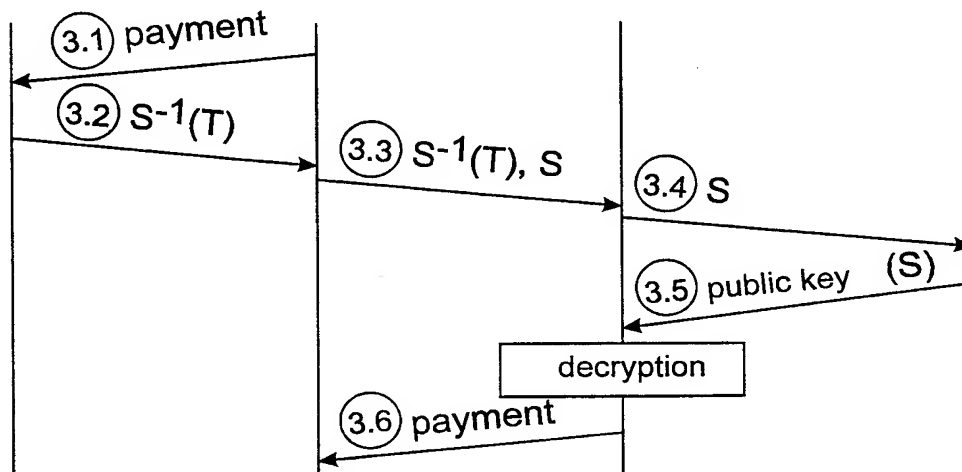 3.1 payment
3.2 S-1(T)
3.3 S-1(T), S
3.4 S
3.5 public key (S)
decryption
3.6 payment